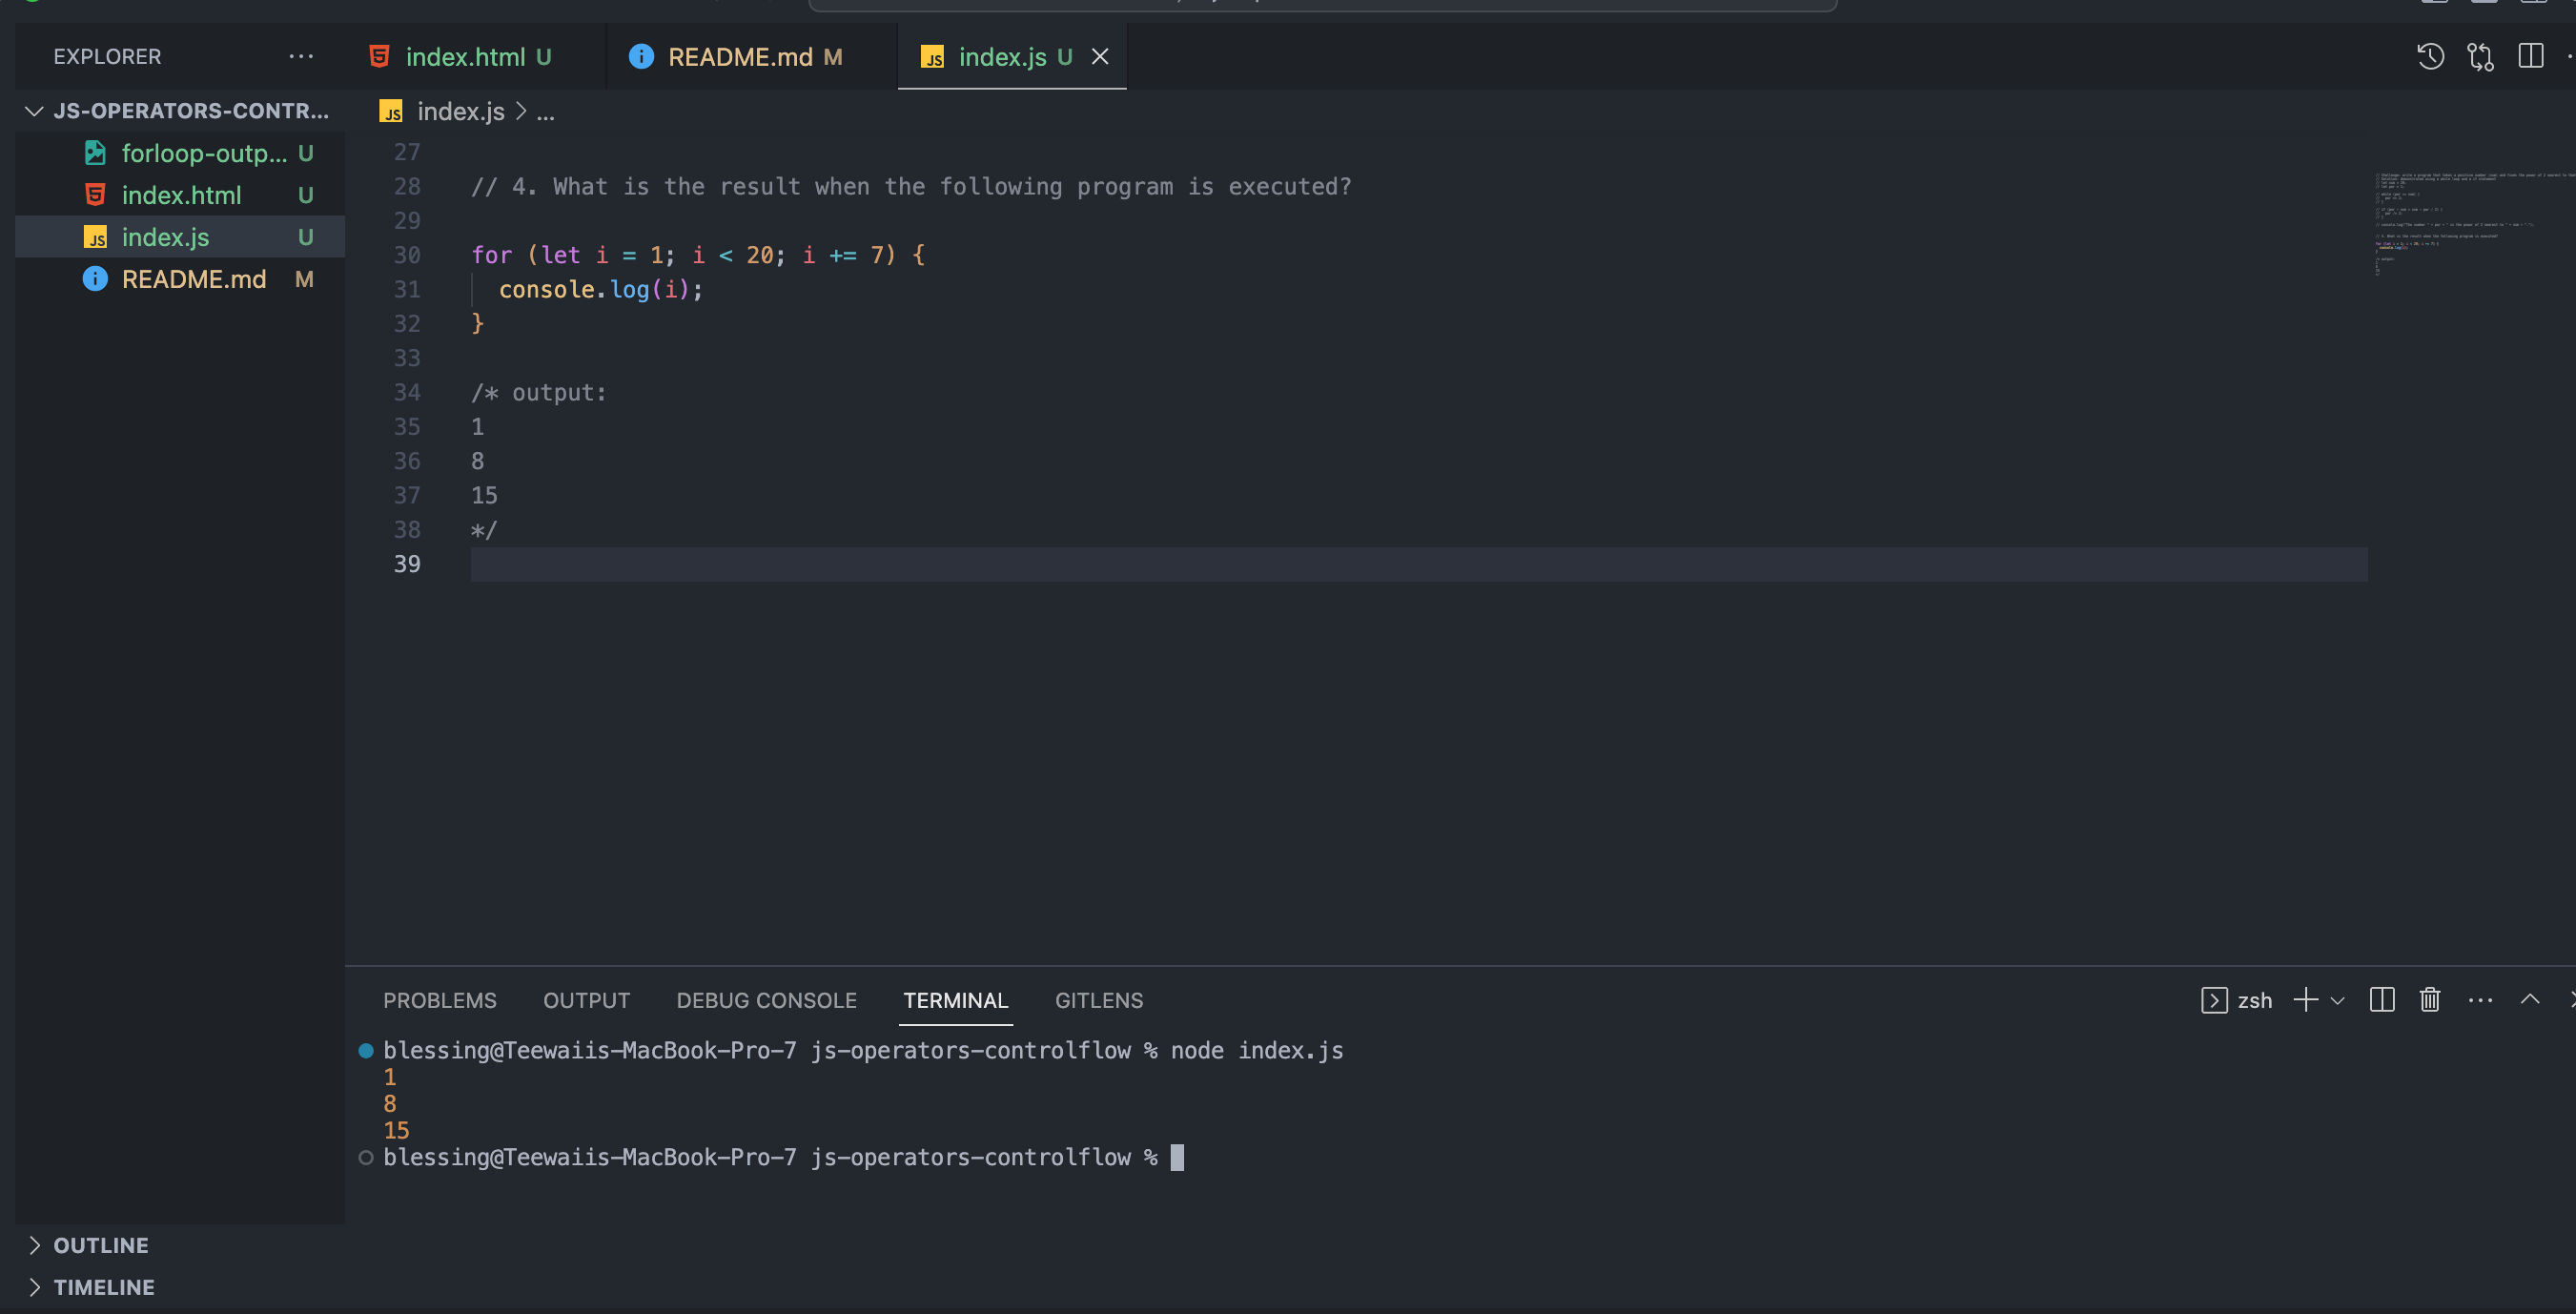 EXPLORER
index.html U
README.md M
index.js U
JS-OPERATORS-CONTR...
forloop-outp... U
index.html U
index.js U
README.md M
index.js > ...
27
28 // 4. What is the result when the following program is executed?
29
30 for (let i = 1; i < 20; i += 7) {
31 console.log(i);
32 }
33
34 /* output:
35 1
36 8
37 15
38 */
39
PROBLEMS OUTPUT DEBUG CONSOLE TERMINAL GITLENS
zsh
blessing@Teewaiis-MacBook-Pro-7 js-operators-controlflow % node index.js
1
8
15
blessing@Teewaiis-MacBook-Pro-7 js-operators-controlflow %
OUTLINE
TIMELINE